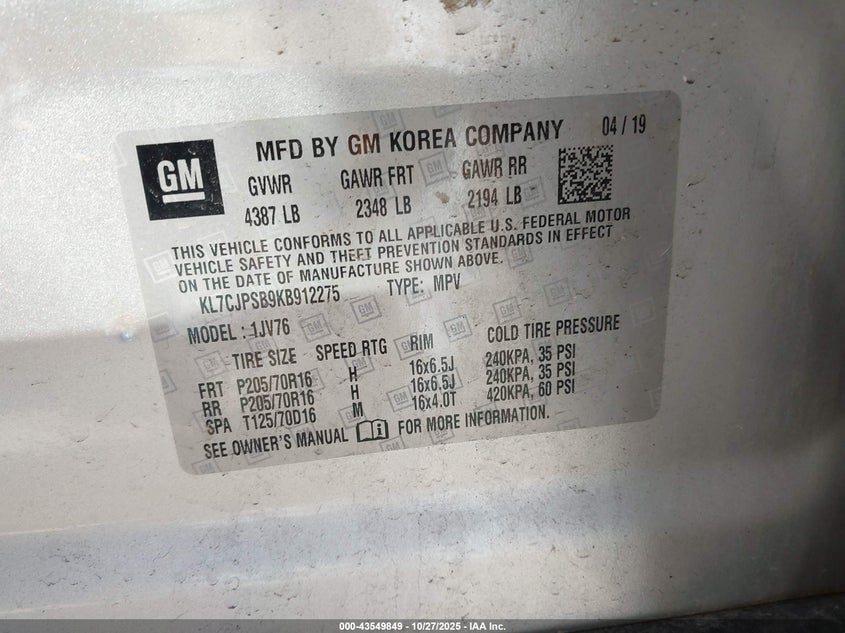 GM
MFD BY GM KOREA COMPANY 04 / 19
GVWR GAWR FRT GAWR RR
4387 LB 2348 LB 2194 LB
THIS VEHICLE CONFORMS TO ALL APPLICABLE U.S. FEDERAL MOTOR
VEHICLE SAFETY AND THEFT PREVENTION STANDARDS IN EFFECT
ON THE DATE OF MANUFACTURE SHOWN ABOVE.
KL7CJPSB9KB912275 TYPE: MPV
MODEL : 1JV76
TIRE SIZE SPEED RTG RIM COLD TIRE PRESSURE
FRT P205/70R16 H 16x6.5J 240KPA, 35 PSI
RR P205/70R16 H 16x6.5J 240KPA, 35 PSI
SPA T125/70D16 M 16x4.0T 420KPA, 60 PSI
SEE OWNER'S MANUAL FOR MORE INFORMATION.
000-43549849 | 10/27/2025 - IAA Inc.